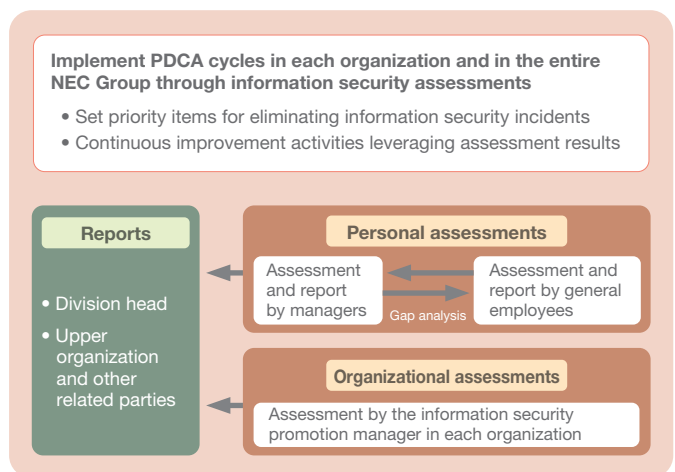 Implement PDCA cycles in each organization and in the entire
NEC Group through information security assessments
• Set priority items for eliminating information security incidents
• Continuous improvement activities leveraging assessment results
Reports
• Division head
• Upper
organization
and other
related parties
Personal assessments
Assessment
and report
by managers
Gap analysis
Assessment and
report by general
employees
Organizational assessments
Assessment by the information security
promotion manager in each organization